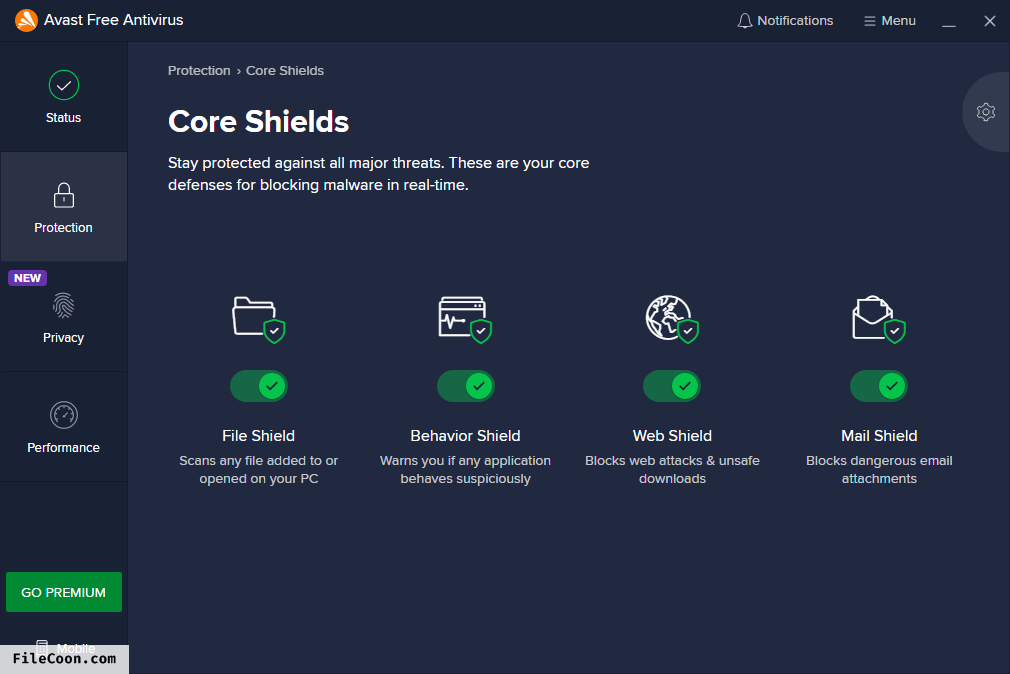 Avast Free Antivirus
Notifications
Menu
Status
Protection
NEW
Privacy
Performance
GO PREMIUM
Mobile
FileCoon.com
Protection › Core Shields
Core Shields
Stay protected against all major threats. These are your core
defenses for blocking malware in real-time.
File Shield
Scans any file added to or
opened on your PC
Behavior Shield
Warns you if any application
behaves suspiciously
Web Shield
Blocks web attacks & unsafe
downloads
Mail Shield
Blocks dangerous email
attachments